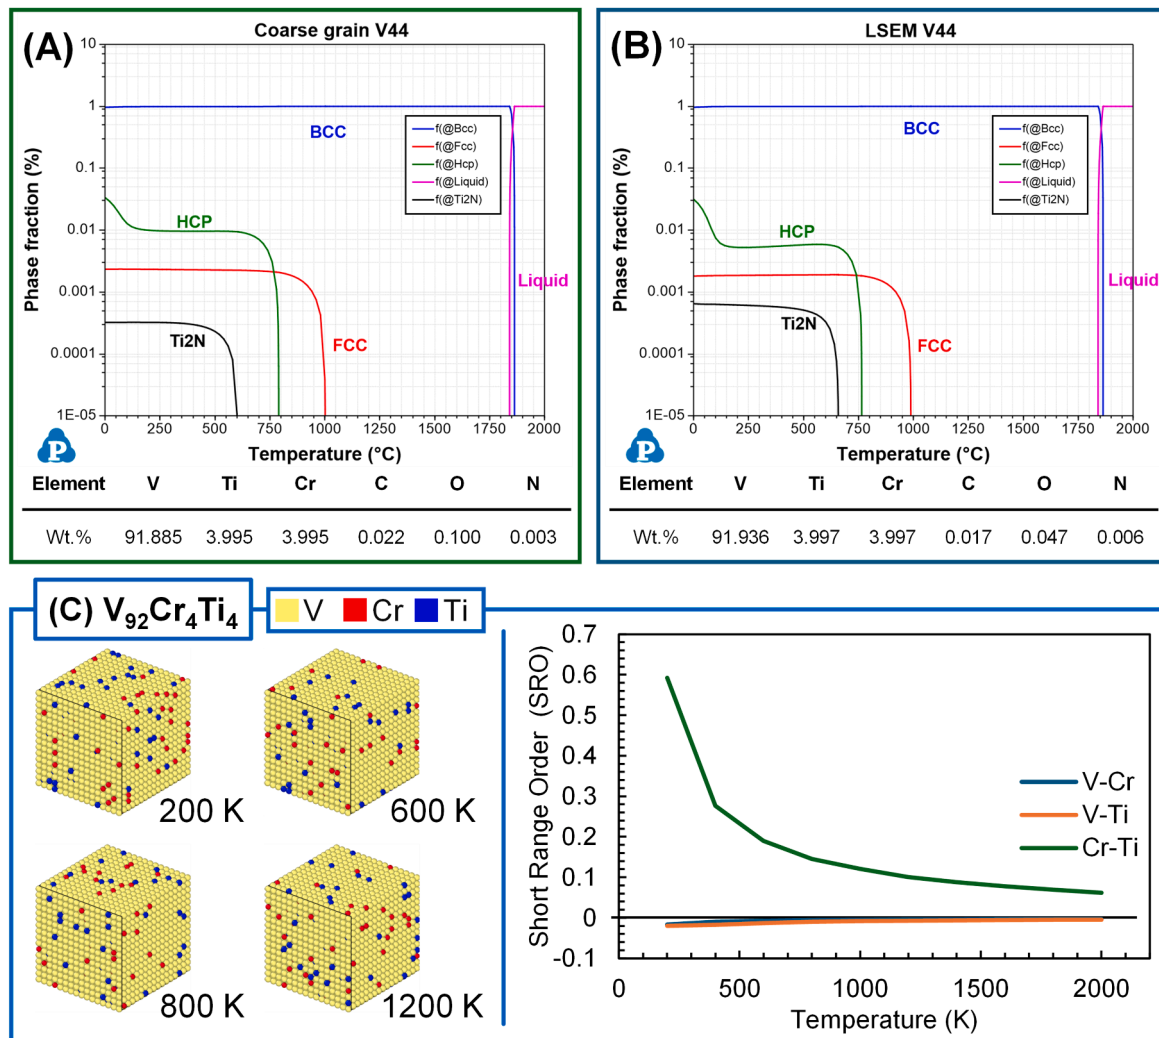 (A)
Coarse grain V44
10
1
0.1
0.01
0.001
0.0001
1E-05
Phase fraction (%)
BCC
f(@Bcc)
f(@Fcc)
f(@Hcp)
f(@Liquid)
f(@Ti2N)
HCP
Liquid
Ti2N
FCC
0 250 500 750 1000 1250 1500 1750 2000
Temperature (°C)
P
Element V Ti Cr C O N
Wt.% 91.885 3.995 3.995 0.022 0.100 0.003
(B)
LSEM V44
10
1
0.1
0.01
0.001
0.0001
1E-05
Phase fraction (%)
BCC
f(@Bcc)
f(@Fcc)
f(@Hcp)
f(@Liquid)
f(@Ti2N)
HCP
Liquid
Ti2N
FCC
0 250 500 750 1000 1250 1500 1750 2000
Temperature (°C)
P
Element V Ti Cr C O N
Wt.% 91.936 3.997 3.997 0.017 0.047 0.006
(C) V₉₂Cr₄Ti₄
V Cr Ti
200 K
600 K
800 K
1200 K
0.7
0.6
0.5
0.4
0.3
0.2
0.1
0
-0.1
Short Range Order (SRO)
V-Cr
V-Ti
Cr-Ti
0 500 1000 1500 2000
Temperature (K)